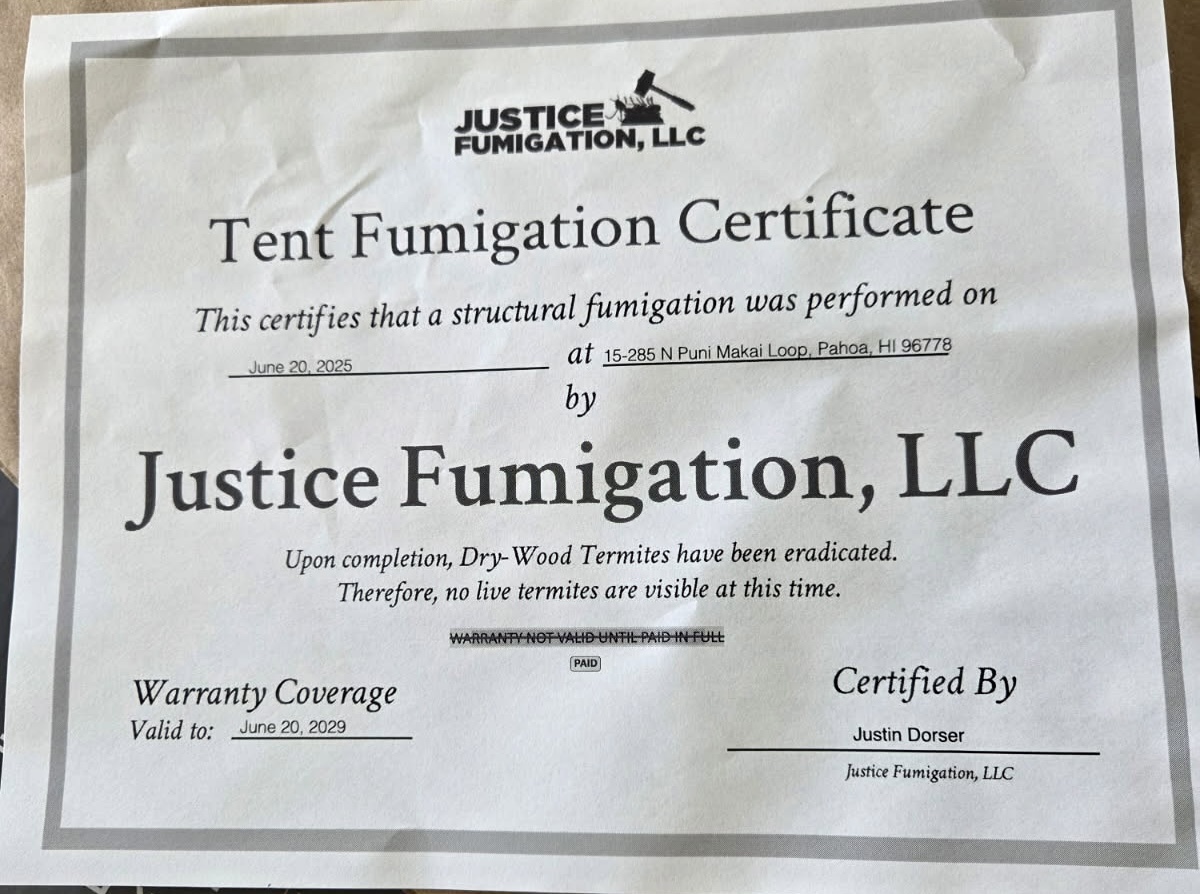 JUSTICE
FUMIGATION, LLC
Tent Fumigation Certificate
This certifies that a structural fumigation was performed on
June 20, 2025 at 15-285 N Puni Makai Loop, Pahoa, HI 96778
by
Justice Fumigation, LLC
Upon completion, Dry-Wood Termites have been eradicated.
Therefore, no live termites are visible at this time.
WARRANTY NOT VALID UNTIL PAID IN FULL
PAID
Warranty Coverage
Valid to: June 20, 2029
Certified By
Justin Dorser
Justice Fumigation, LLC